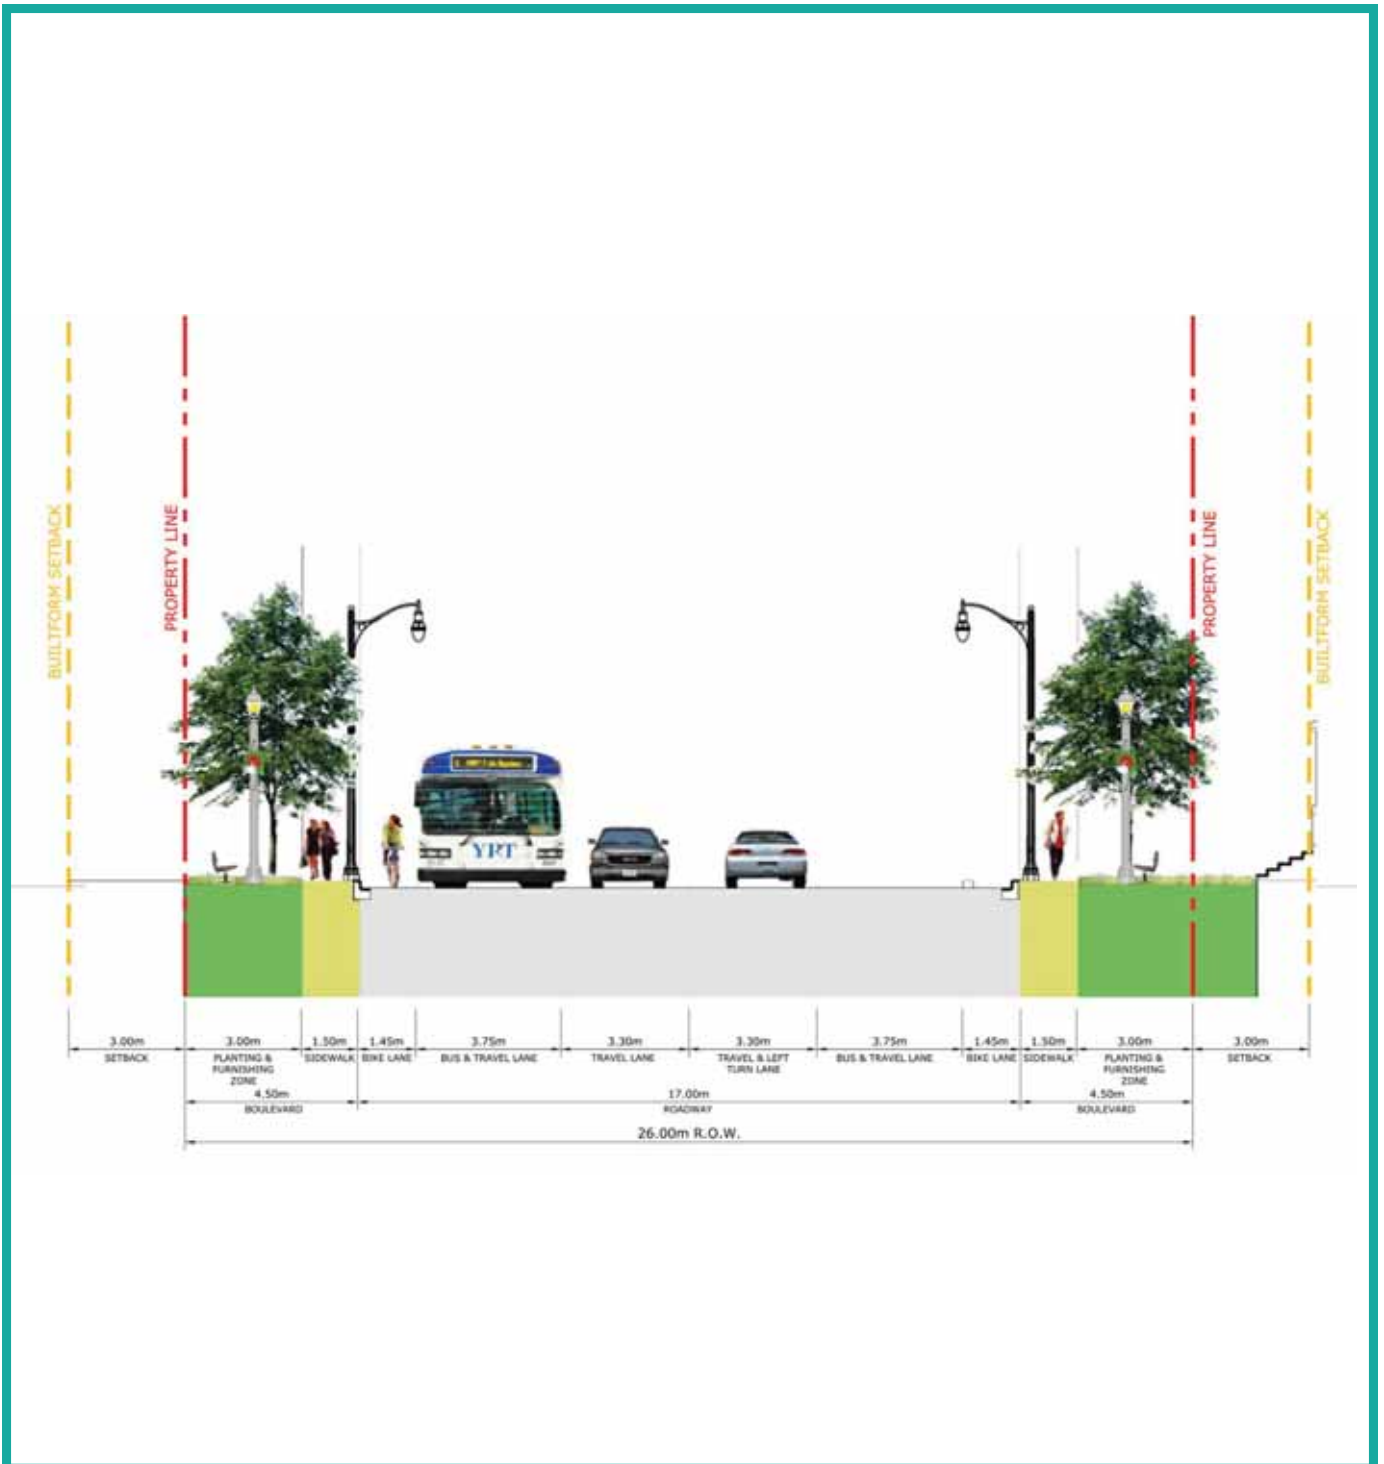 BUILTFORM SETBACK
PROPERTY LINE
PROPERTY LINE
BUILTFORM SETBACK
YRT
3.00m
SETBACK
3.00m
PLANTING &
FURNISHING
ZONE
1.50m
SIDEWALK
1.45m
BIKE LANE
3.75m
BUS & TRAVEL LANE
3.30m
TRAVEL LANE
3.30m
TRAVEL & LEFT
TURN LANE
3.75m
BUS & TRAVEL LANE
1.45m
BIKE LANE
1.50m
SIDEWALK
3.00m
PLANTING &
FURNISHING
ZONE
3.00m
SETBACK
4.50m
BOULEVARD
17.00m
ROADWAY
4.50m
BOULEVARD
26.00m R.O.W.